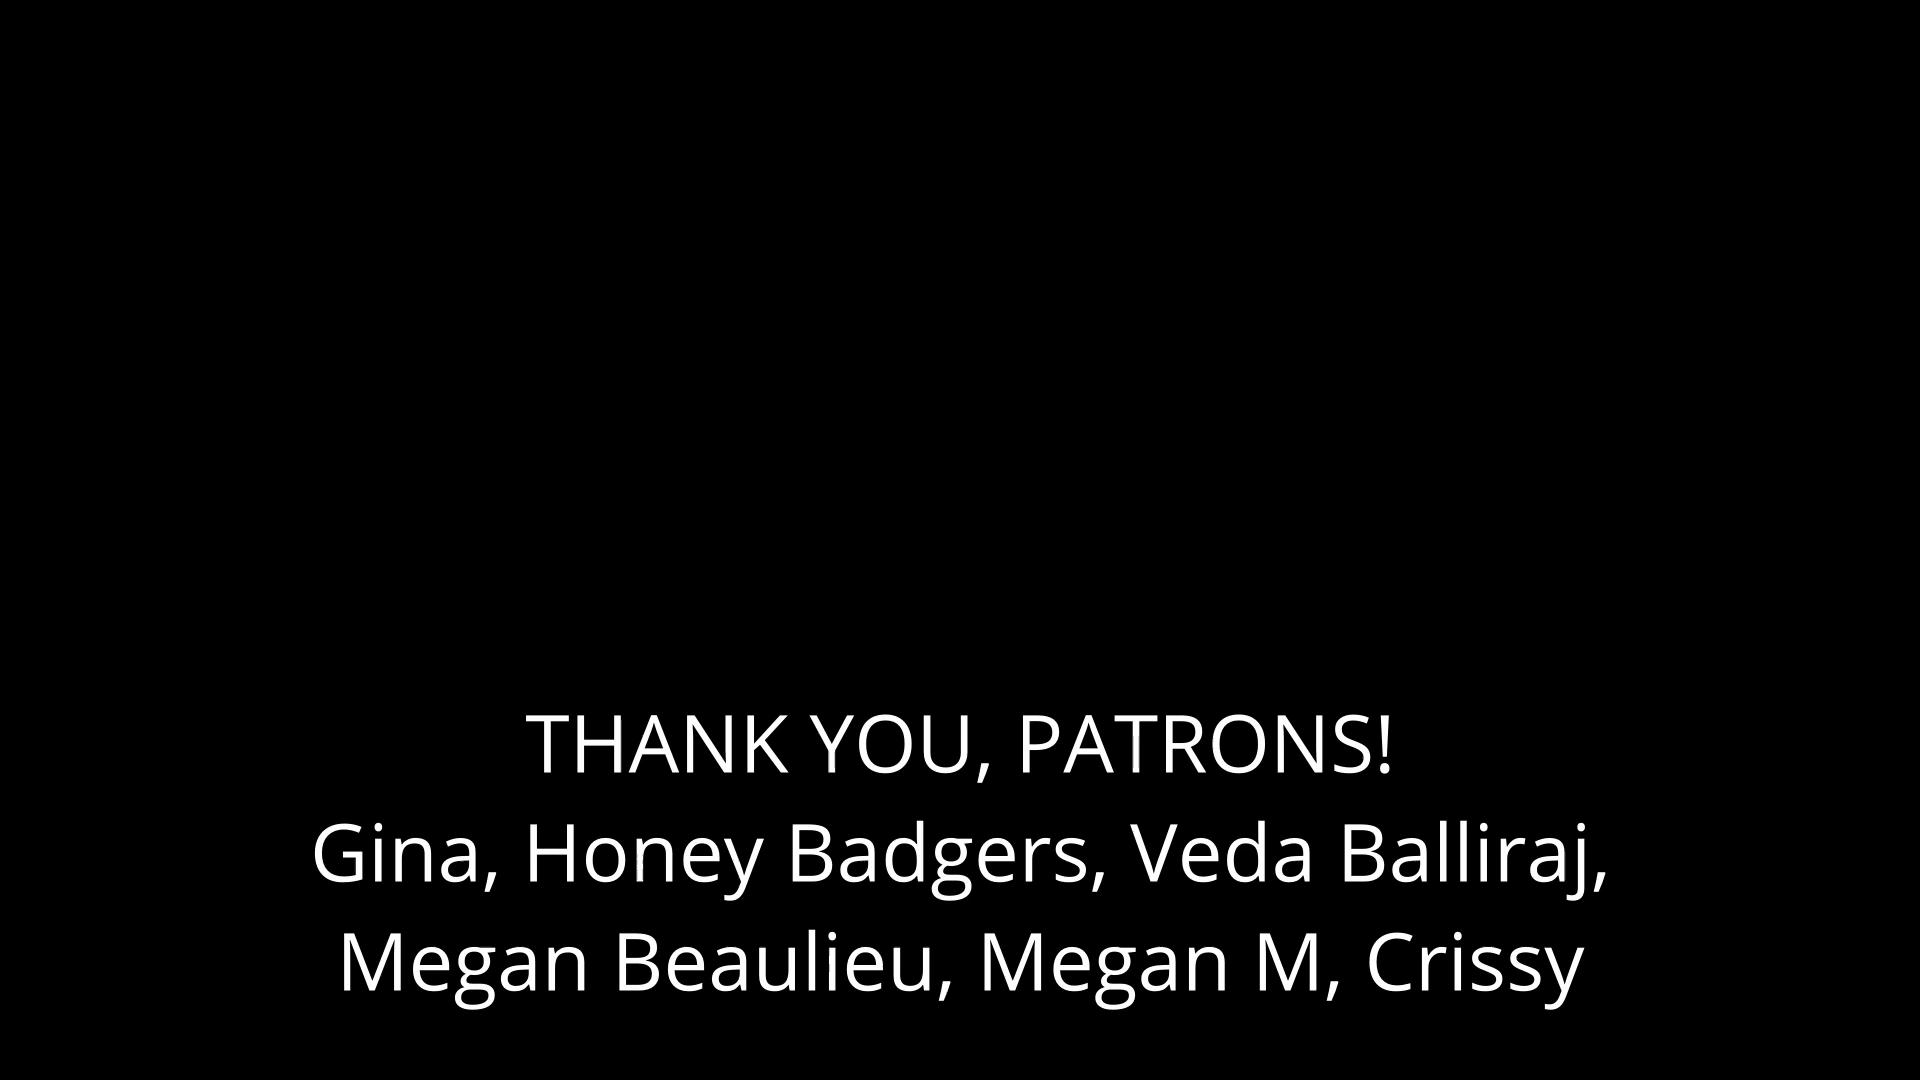 THANK YOU, PATRONS!
Gina, Honey Badgers, Veda Balliraj,
Megan Beaulieu, Megan M, Crissy